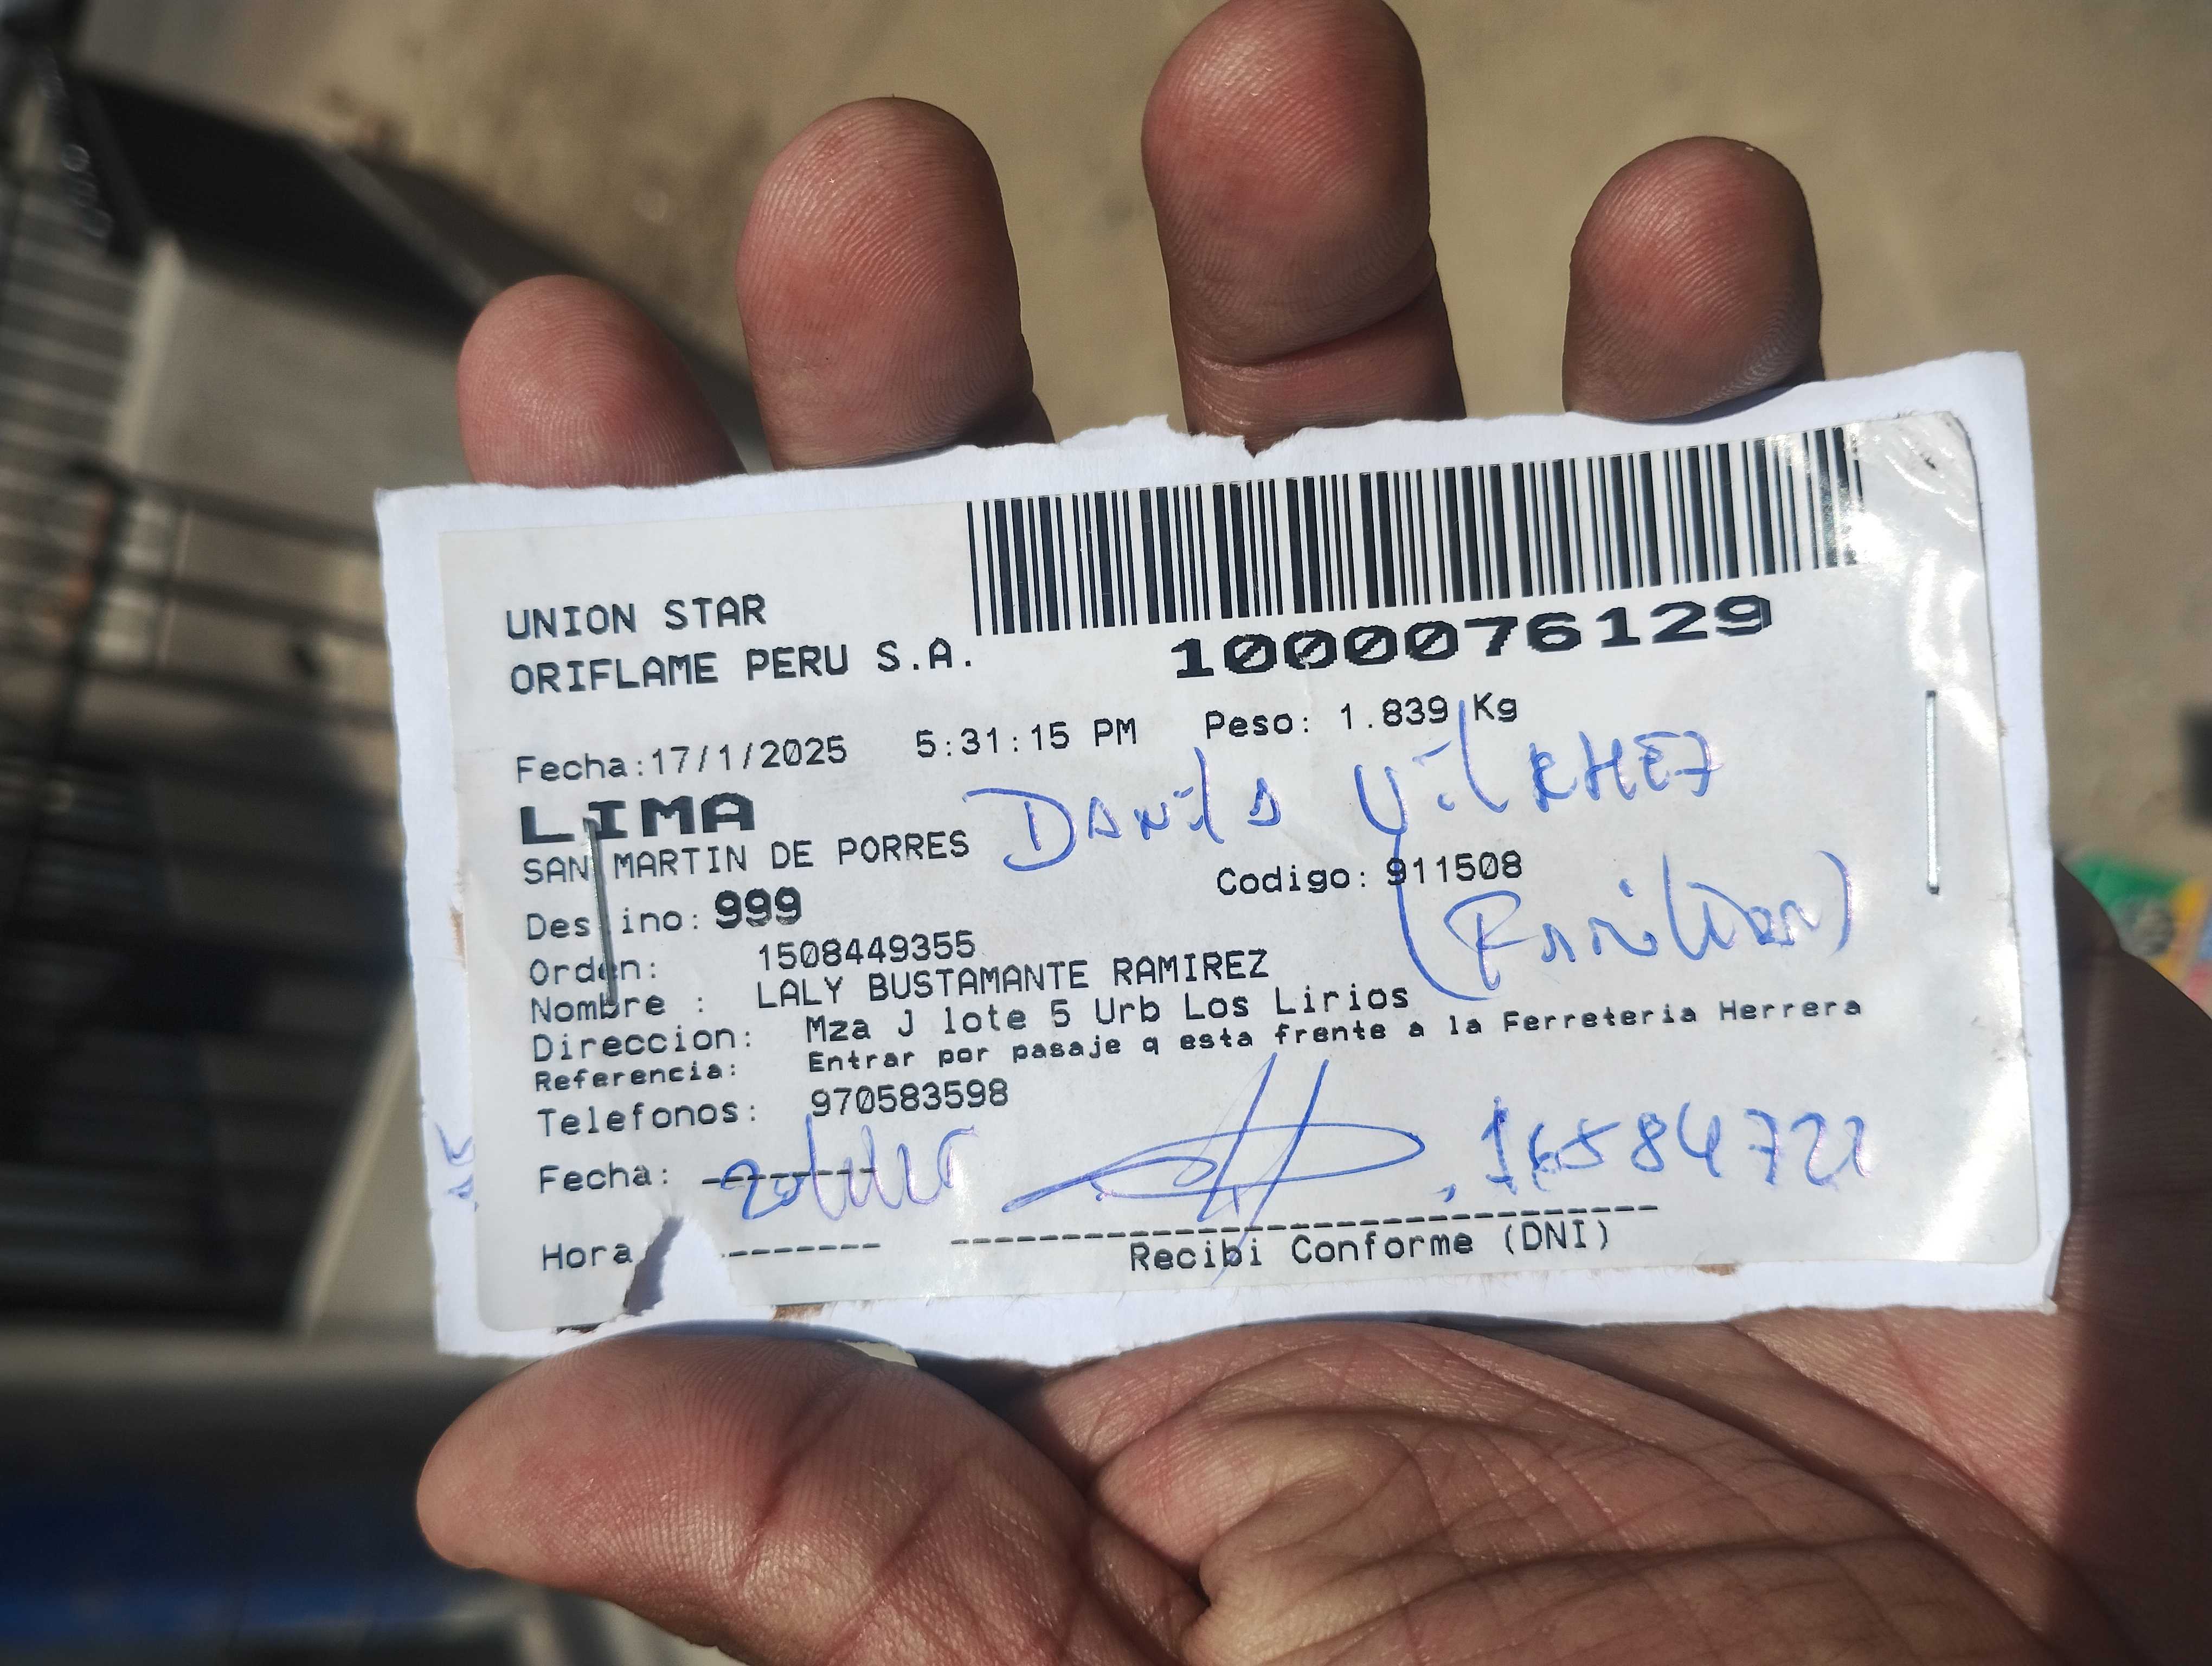 UNION STAR
ORIFLAME PERU S.A.
1000076129
Fecha:17/1/2025 5:31:15 PM Peso: 1.839 Kg
LIMA
SAN MARTIN DE PORRES
Destino: 999 Codigo: 911508
Orden: 1508449355
Nombre : LALY BUSTAMANTE RAMIREZ
Direccion: Mza J lote 5 Urb Los Lirios
Referencia: Entrar por pasaje q esta frente a la Ferreteria Herrera
Telefonos: 970583598
Fecha:
Hora
Recibi Conforme (DNI)